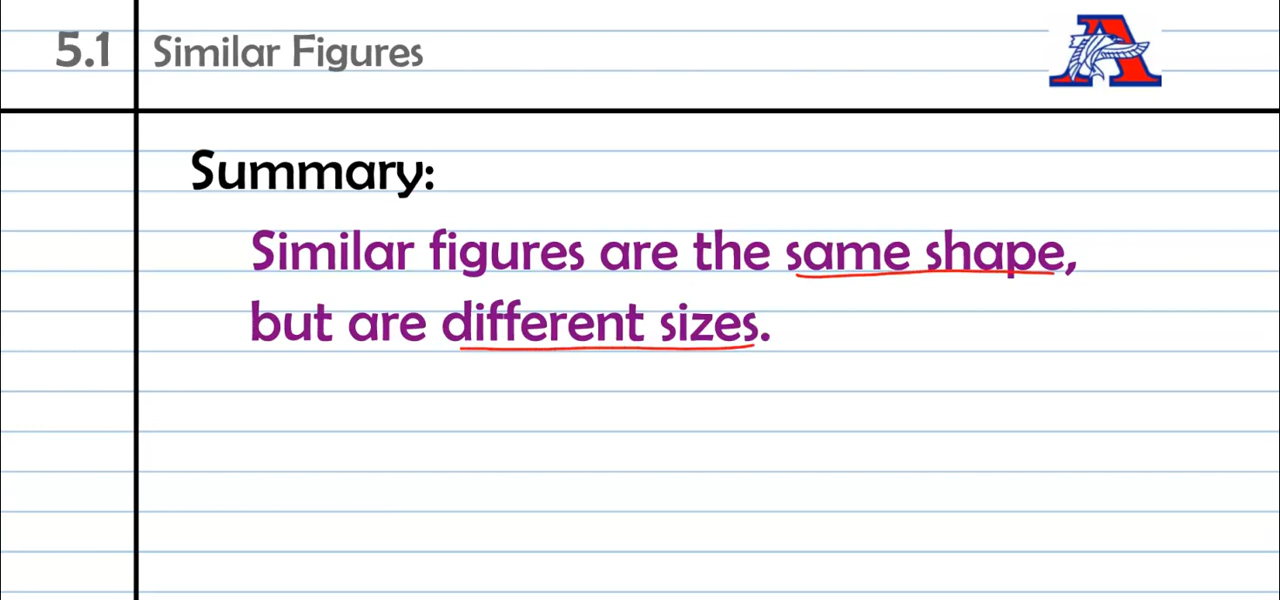 5.1 Similar Figures
A
Summary:
Similar figures are the same shape,
but are different sizes.